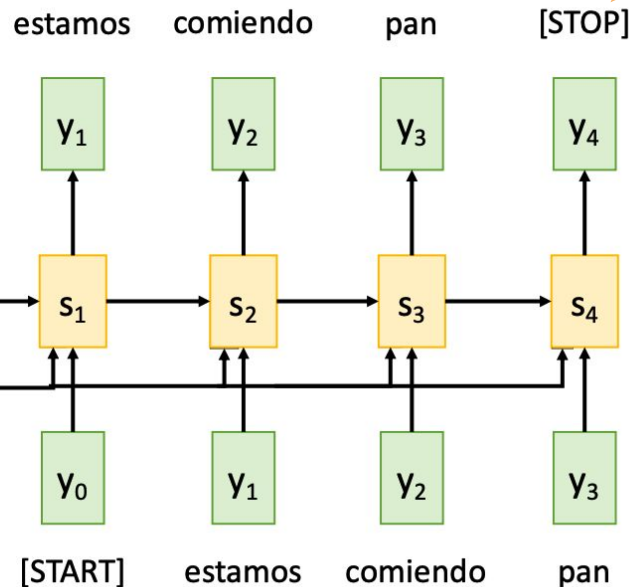 estamos comiendo pan [STOP]
y₁ y₂ y₃ y₄
s₁ s₂ s₃ s₄
y₀ y₁ y₂ y₃
[START] estamos comiendo pan